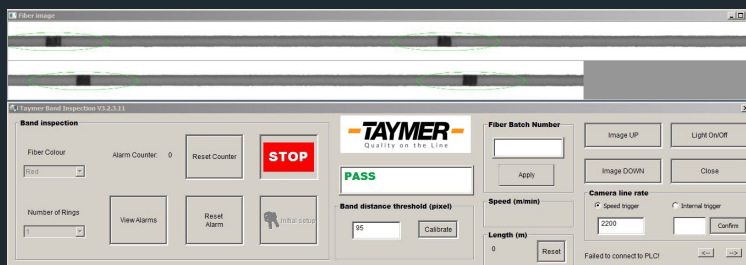 Fiber image
Taymer Band Inspection V3.2.3.11
Band inspection
Fiber Colour
Red
Alarm Counter: 0
Reset Counter
STOP
Number of Rings
1
View Alarms
Reset Alarm
Initial setup
TAYMER
Quality on the Line
PASS
Band distance threshold (pixel)
95
Calibrate
Fiber Batch Number
Apply
Speed (m/min)
Length (m)
0
Reset
Image UP
Light On/Off
Image DOWN
Close
Camera line rate
Speed trigger
Internal trigger
2200
Confirm
Failed to connect to PLC!
<--
-->